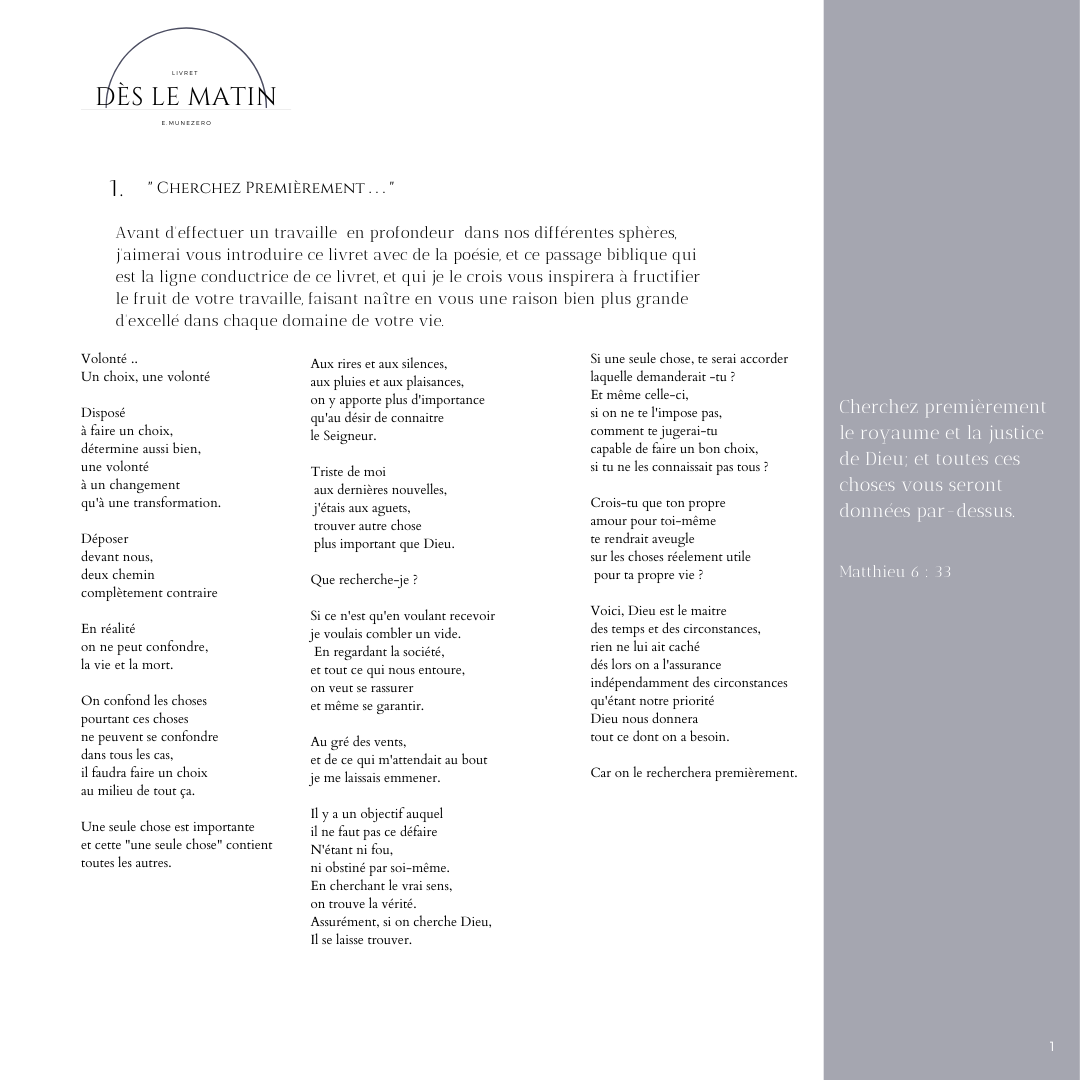 LIVRET
DÈS LE MATIN
E.MUNEZERO
1. " Cherchez Premièrement . . . "
Avant d'effectuer un travaille en profondeur dans nos différentes sphères,
j'aimerai vous introduire ce livret avec de la poésie, et ce passage biblique qui
est la ligne conductrice de ce livret, et qui je le crois vous inspirera à fructifier
le fruit de votre travaille, faisant naître en vous une raison bien plus grande
d'excellé dans chaque domaine de votre vie.
Volonté ..
Un choix, une volonté
Disposé
à faire un choix,
détermine aussi bien,
une volonté
à un changement
qu'à une transformation.
Déposer
devant nous,
deux chemin
complètement contraire
En réalité
on ne peut confondre,
la vie et la mort.
On confond les choses
pourtant ces choses
ne peuvent se confondre
dans tous les cas,
il faudra faire un choix
au milieu de tout ça.
Une seule chose est importante
et cette "une seule chose" contient
toutes les autres.
Aux rires et aux silences,
aux pluies et aux plaisances,
on y apporte plus d'importance
qu'au désir de connaitre
le Seigneur.
Triste de moi
aux dernières nouvelles,
j'étais aux aguets,
trouver autre chose
plus important que Dieu.
Que recherche-je ?
Si ce n'est qu'en voulant recevoir
je voulais combler un vide.
En regardant la société,
et tout ce qui nous entoure,
on veut se rassurer
et même se garantir.
Au gré des vents,
et de ce qui m'attendait au bout
je me laissais emmener.
Il y a un objectif auquel
il ne faut pas ce défaire
N'étant ni fou,
ni obstiné par soi-même.
En cherchant le vrai sens,
on trouve la vérité.
Assurément, si on cherche Dieu,
Il se laisse trouver.
Si une seule chose, te serai accorder
laquelle demanderait -tu ?
Et même celle-ci,
si on ne te l'impose pas,
comment te jugerai-tu
capable de faire un bon choix,
si tu ne les connaissait pas tous ?
Crois-tu que ton propre
amour pour toi-même
te rendrait aveugle
sur les choses réelement utile
pour ta propre vie ?
Voici, Dieu est le maitre
des temps et des circonstances,
rien ne lui ait caché
dés lors on a l'assurance
indépendamment des circonstances
qu'étant notre priorité
Dieu nous donnera
tout ce dont on a besoin.
Car on le recherchera premièrement.
Cherchez premièrement
le royaume et la justice
de Dieu; et toutes ces
choses vous seront
données par-dessus.
Matthieu 6 : 33
1